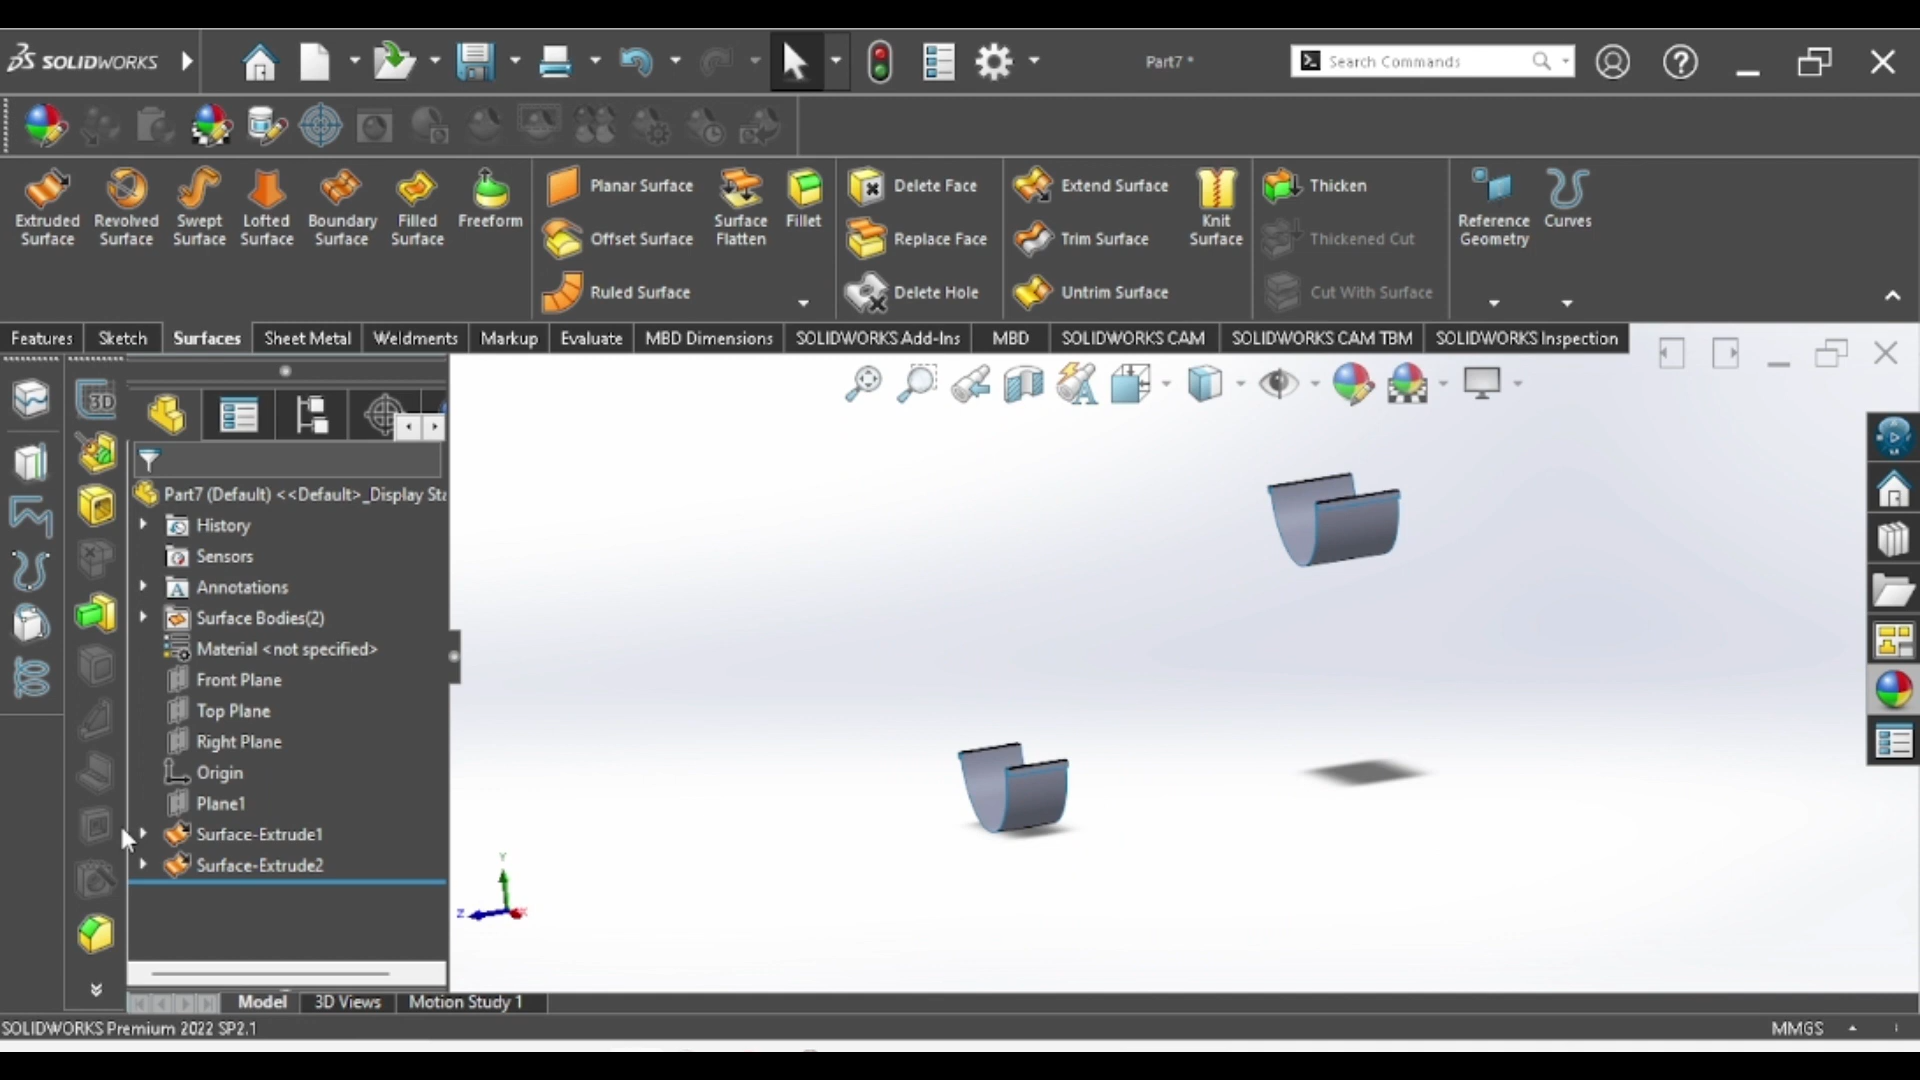 SOLIDWORKS
Part7 *
Search Commands
Extruded Surface
Revolved Surface
Swept Surface
Lofted Surface
Boundary Surface
Filled Surface
Freeform
Planar Surface
Offset Surface
Ruled Surface
Surface Flatten
Fillet
Delete Face
Replace Face
Delete Hole
Extend Surface
Trim Surface
Untrim Surface
Knit Surface
Thicken
Thickened Cut
Cut With Surface
Reference Geometry
Curves
Features Sketch Surfaces Sheet Metal Weldments Markup Evaluate MBD Dimensions SOLIDWORKS Add-Ins MBD SOLIDWORKS CAM SOLIDWORKS CAM TBM SOLIDWORKS Inspection
3D
Part7 (Default) <<Default>_Display Sta
History
Sensors
A Annotations
Surface Bodies(2)
Material <not specified>
Front Plane
Top Plane
Right Plane
Origin
Plane1
Surface-Extrude1
Surface-Extrude2
Y
Z
Model 3D Views Motion Study 1
SOLIDWORKS Premium 2022 SP2.1
MMGS